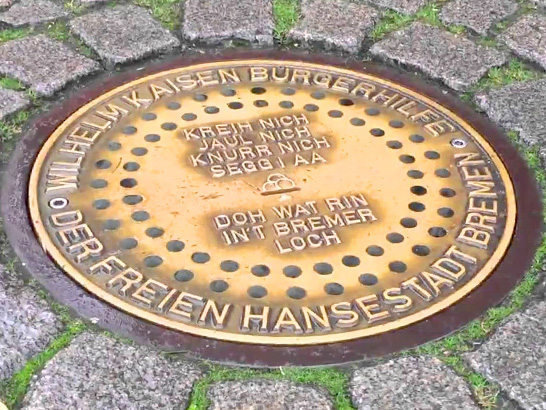 WILHELM KAISEN BÜRGERHILFE
KREIH NICH
JAUL NICH
KNURR NICH
SEGG I AA
DOH WAT RIN
IN'T BREMER
LOCH
DER FREIEN HANSESTADT BREMEN